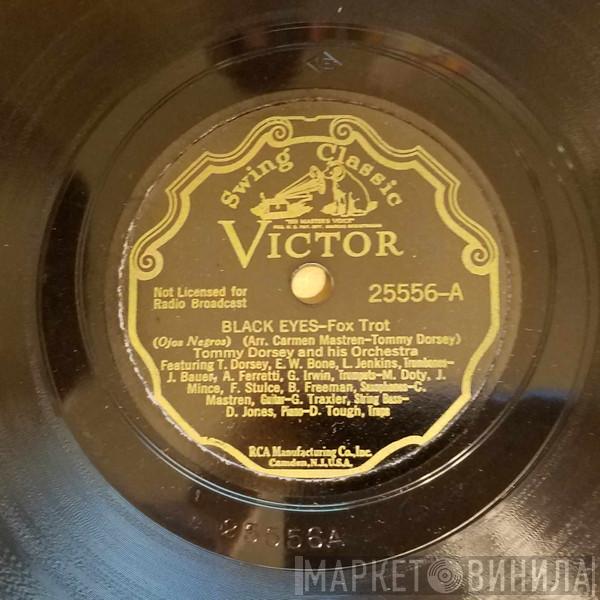 Swing Classic
"HIS MASTER'S VOICE"
VICTOR
Not Licensed for
Radio Broadcast
25556-A
BLACK EYES—Fox Trot
(Ojos Negros) (Arr. Carmen Mastren-Tommy Dorsey)
Tommy Dorsey and his Orchestra
Featuring T. Dorsey, E. W. Bone, L. Jenkins, Trombones—
J. Bauer, A. Ferretti, G. Irwin, Trumpets—M. Doty, J.
Mince, F. Stulce, B. Freeman, Saxophones—C.
Mastren, Guitar—G. Traxler, String Bass—
D. Jones, Piano—D. Tough, Traps
RCA Manufacturing Co., Inc.
Camden, N.J. U.S.A.
25556A
МАРКЕТ ВИНИЛА